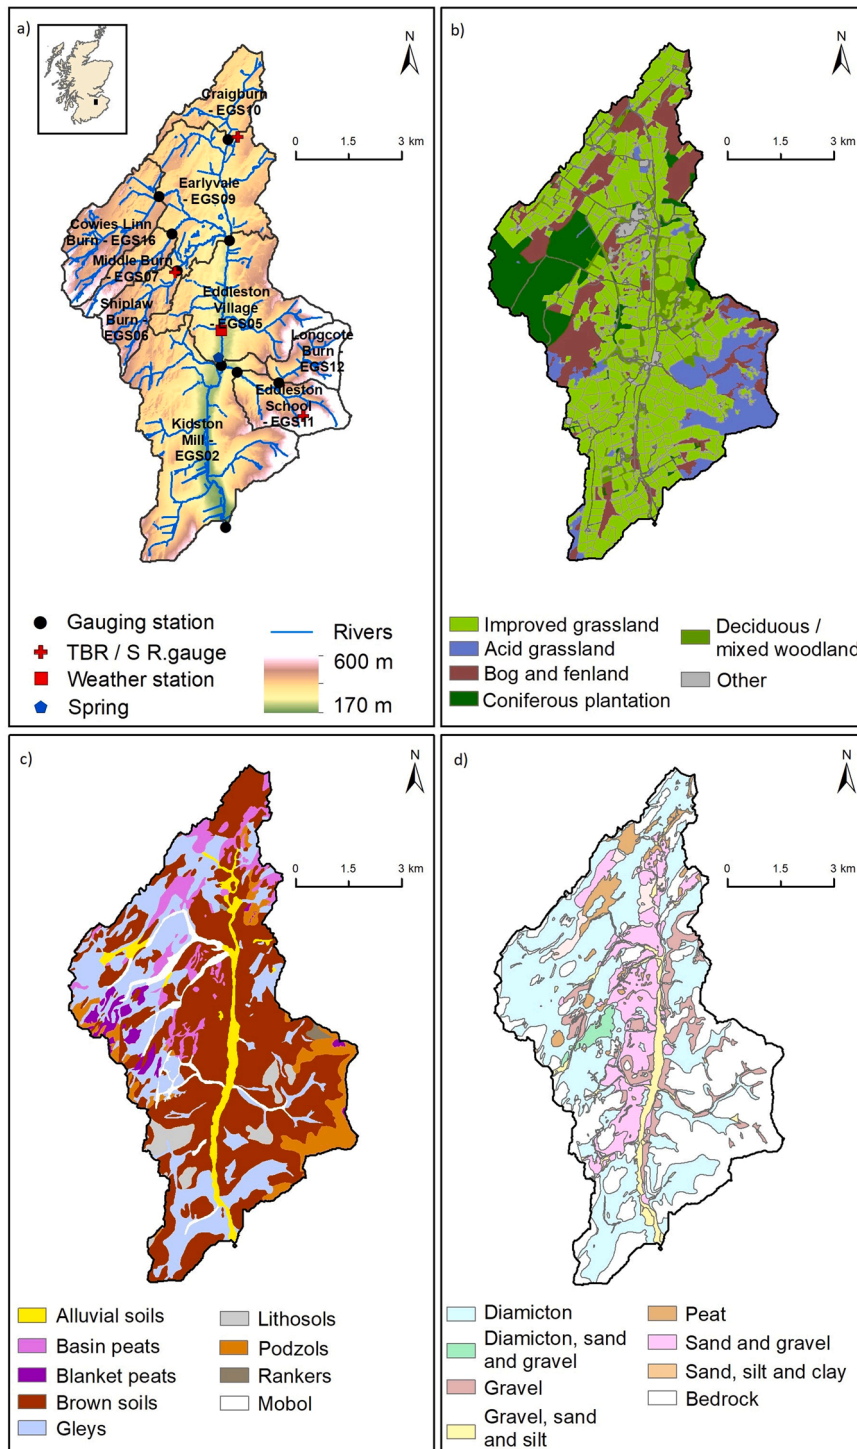 a)
N
Craigburn
- EGS10
0 1.5 3 km
Earlyvale
- EGS09
Cowies Linn
Burn - EGS16
Middle Burn
- EGS07
Shiplaw
Burn -
EGS06
Eddleston
Village
- EGS05
Longcote
Burn -
EGS12
Eddleston
School
- EGS11
Kidston
Mill -
EGS02
Gauging station
TBR / S R.gauge
Weather station
Spring
Rivers
600 m
170 m
b)
N
0 1.5 3 km
Improved grassland
Acid grassland
Bog and fenland
Coniferous plantation
Deciduous /
mixed woodland
Other
c)
N
0 1.5 3 km
Alluvial soils
Basin peats
Blanket peats
Brown soils
Gleys
Lithosols
Podzols
Rankers
Mobol
d)
N
0 1.5 3 km
Diamicton
Diamicton, sand
and gravel
Gravel
Gravel, sand
and silt
Peat
Sand and gravel
Sand, silt and clay
Bedrock